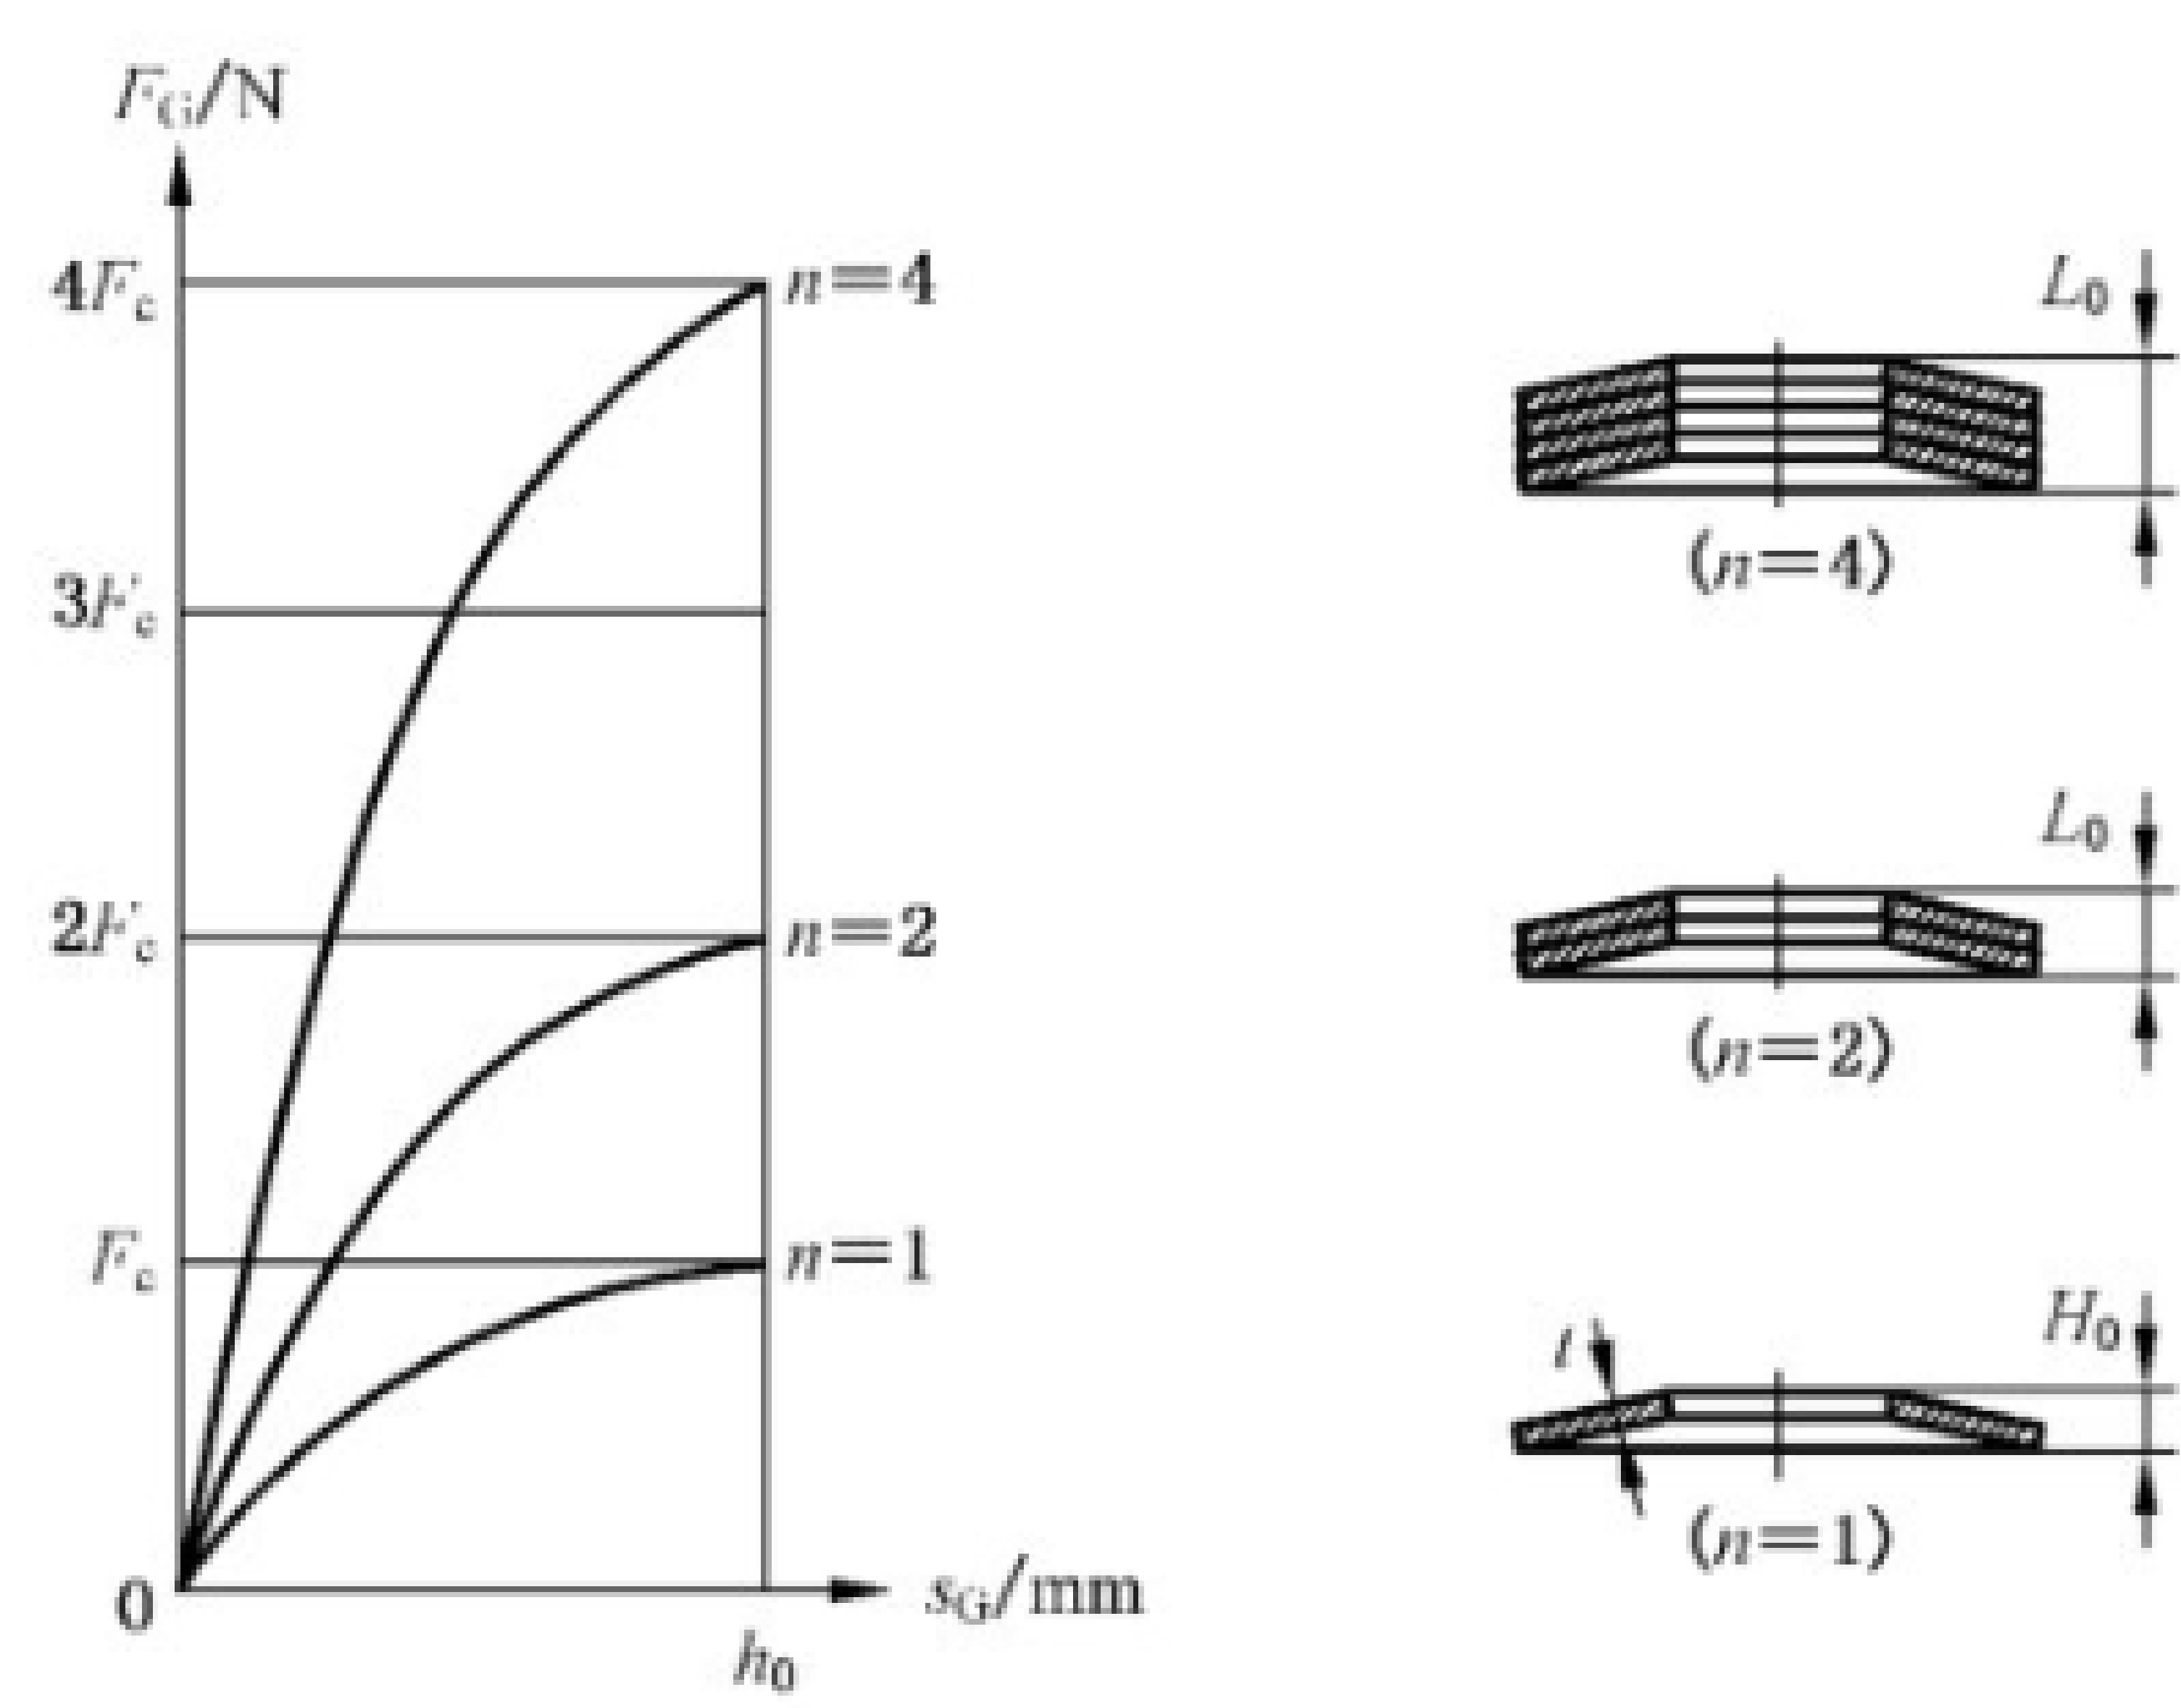 F_G/N
4F_c
n=4
3F_c
2F_c
n=2
F_c
n=1
0
s_G/mm
h_0
L_0
(n=4)
L_0
(n=2)
t
H_0
(n=1)